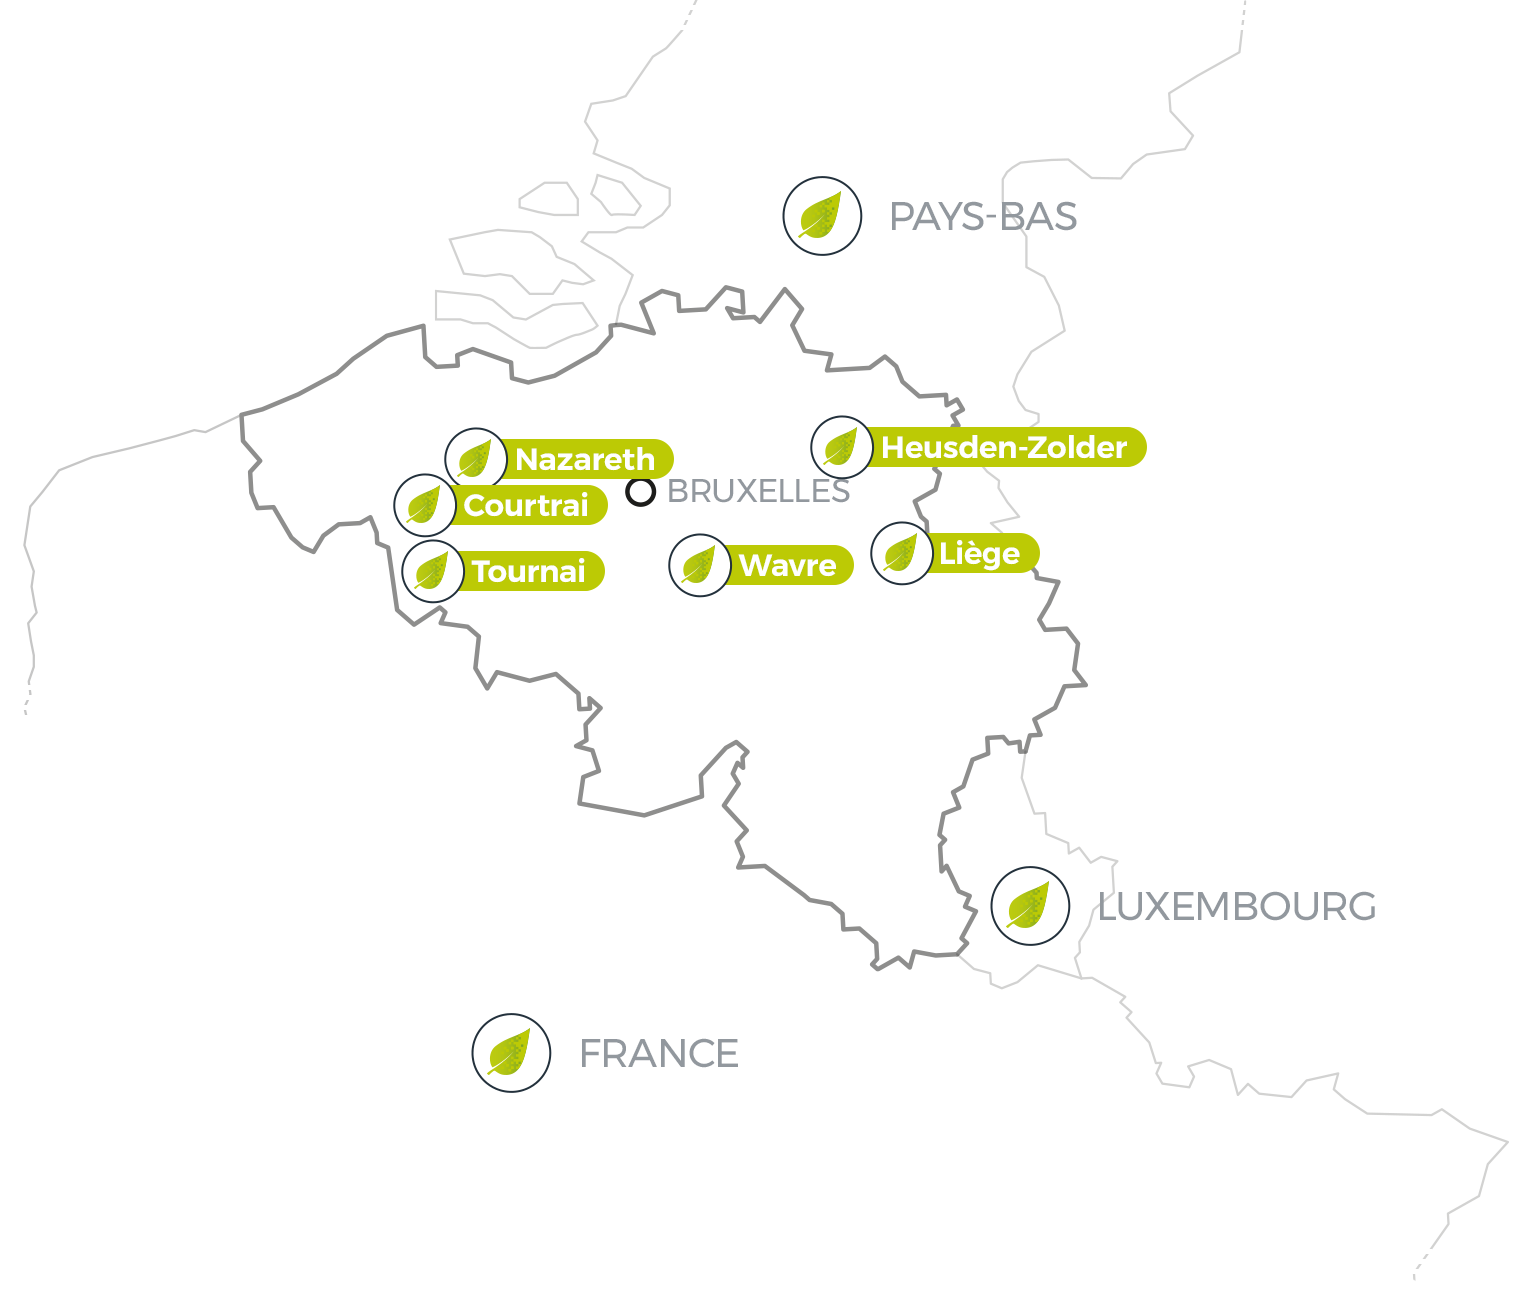 PAYS-BAS
Heusden-Zolder
Nazareth
BRUXELLES
Courtrai
Liège
Wavre
Tournai
LUXEMBOURG
FRANCE